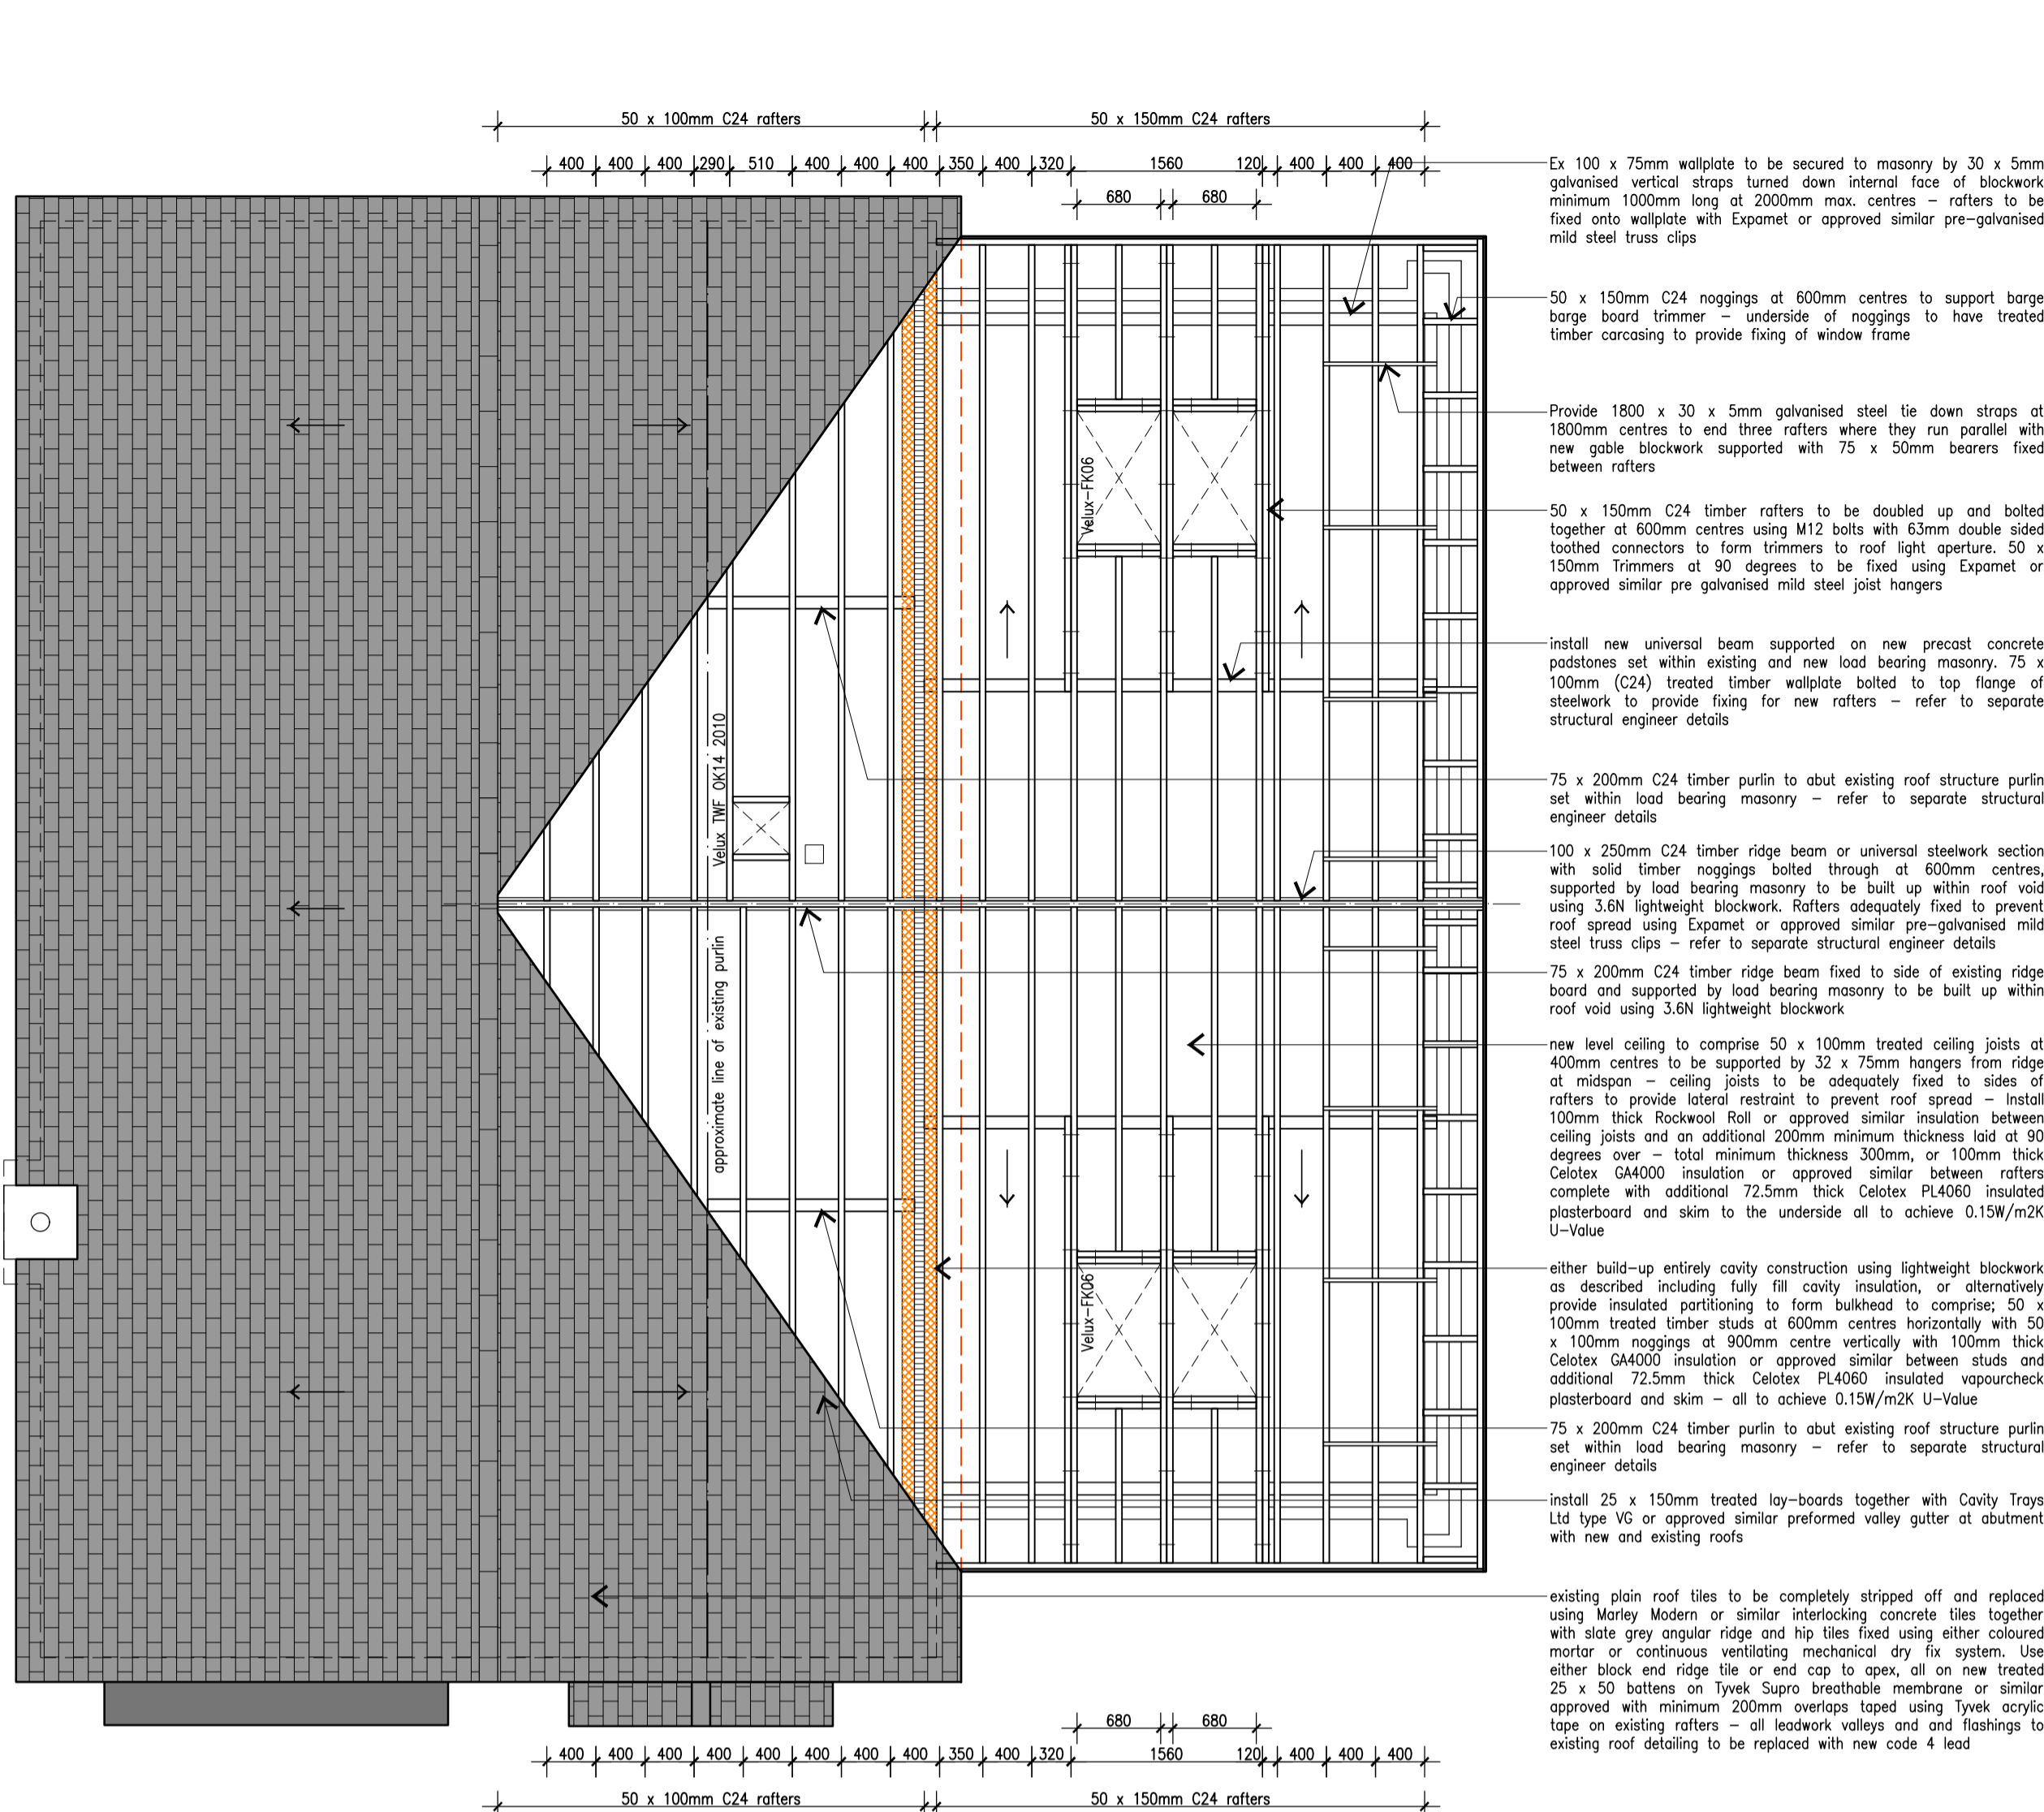 50 x 100mm C24 rafters
50 x 150mm C24 rafters
400 400 400 290 510 400 400 400 350 400 320 1560 120 400 400 400
680 680
Velux-FK06
Velux TWF 0K14 2010
approximate line of existing purlin
Velux-FK06
680 680
400 400 400 400 400 400 400 400 350 400 320 1560 120 400 400 400
50 x 100mm C24 rafters
50 x 150mm C24 rafters
Ex 100 x 75mm wallplate to be secured to masonry by 30 x 5mm
galvanised vertical straps turned down internal face of blockwork
minimum 1000mm long at 2000mm max. centres – rafters to be
fixed onto wallplate with Expamet or approved similar pre-galvanised
mild steel truss clips
50 x 150mm C24 noggings at 600mm centres to support barge
barge board trimmer – underside of noggings to have treated
timber carcasing to provide fixing of window frame
Provide 1800 x 30 x 5mm galvanised steel tie down straps at
1800mm centres to end three rafters where they run parallel with
new gable blockwork supported with 75 x 50mm bearers fixed
between rafters
50 x 150mm C24 timber rafters to be doubled up and bolted
together at 600mm centres using M12 bolts with 63mm double sided
toothed connectors to form trimmers to roof light aperture. 50 x
150mm Trimmers at 90 degrees to be fixed using Expamet or
approved similar pre galvanised mild steel joist hangers
install new universal beam supported on new precast concrete
padstones set within existing and new load bearing masonry. 75 x
100mm (C24) treated timber wallplate bolted to top flange of
steelwork to provide fixing for new rafters – refer to separate
structural engineer details
75 x 200mm C24 timber purlin to abut existing roof structure purlin
set within load bearing masonry – refer to separate structural
engineer details
100 x 250mm C24 timber ridge beam or universal steelwork section
with solid timber noggings bolted through at 600mm centres,
supported by load bearing masonry to be built up within roof void
using 3.6N lightweight blockwork. Rafters adequately fixed to prevent
roof spread using Expamet or approved similar pre-galvanised mild
steel truss clips – refer to separate structural engineer details
75 x 200mm C24 timber ridge beam fixed to side of existing ridge
board and supported by load bearing masonry to be built up within
roof void using 3.6N lightweight blockwork
new level ceiling to comprise 50 x 100mm treated ceiling joists at
400mm centres to be supported by 32 x 75mm hangers from ridge
at midspan – ceiling joists to be adequately fixed to sides of
rafters to provide lateral restraint to prevent roof spread – Install
100mm thick Rockwool Roll or approved similar insulation between
ceiling joists and an additional 200mm minimum thickness laid at 90
degrees over – total minimum thickness 300mm, or 100mm thick
Celotex GA4000 insulation or approved similar between rafters
complete with additional 72.5mm thick Celotex PL4060 insulated
plasterboard and skim to the underside all to achieve 0.15W/m2K
U-Value
either build-up entirely cavity construction using lightweight blockwork
as described including fully fill cavity insulation, or alternatively
provide insulated partitioning to form bulkhead to comprise; 50 x
100mm treated timber studs at 600mm centres horizontally with 50
x 100mm noggings at 900mm centre vertically with 100mm thick
Celotex GA4000 insulation or approved similar between studs and
additional 72.5mm thick Celotex PL4060 insulated vapourcheck
plasterboard and skim – all to achieve 0.15W/m2K U-Value
75 x 200mm C24 timber purlin to abut existing roof structure purlin
set within load bearing masonry – refer to separate structural
engineer details
install 25 x 150mm treated lay-boards together with Cavity Trays
Ltd type VG or approved similar preformed valley gutter at abutment
with new and existing roofs
existing plain roof tiles to be completely stripped off and replaced
using Marley Modern or similar interlocking concrete tiles together
with slate grey angular ridge and hip tiles fixed using either coloured
mortar or continuous ventilating mechanical dry fix system. Use
either block end ridge tile or end cap to apex, all on new treated
25 x 50 battens on Tyvek Supro breathable membrane or similar
approved with minimum 200mm overlaps taped using Tyvek acrylic
tape on existing rafters – all leadwork valleys and and flashings to
existing roof detailing to be replaced with new code 4 lead